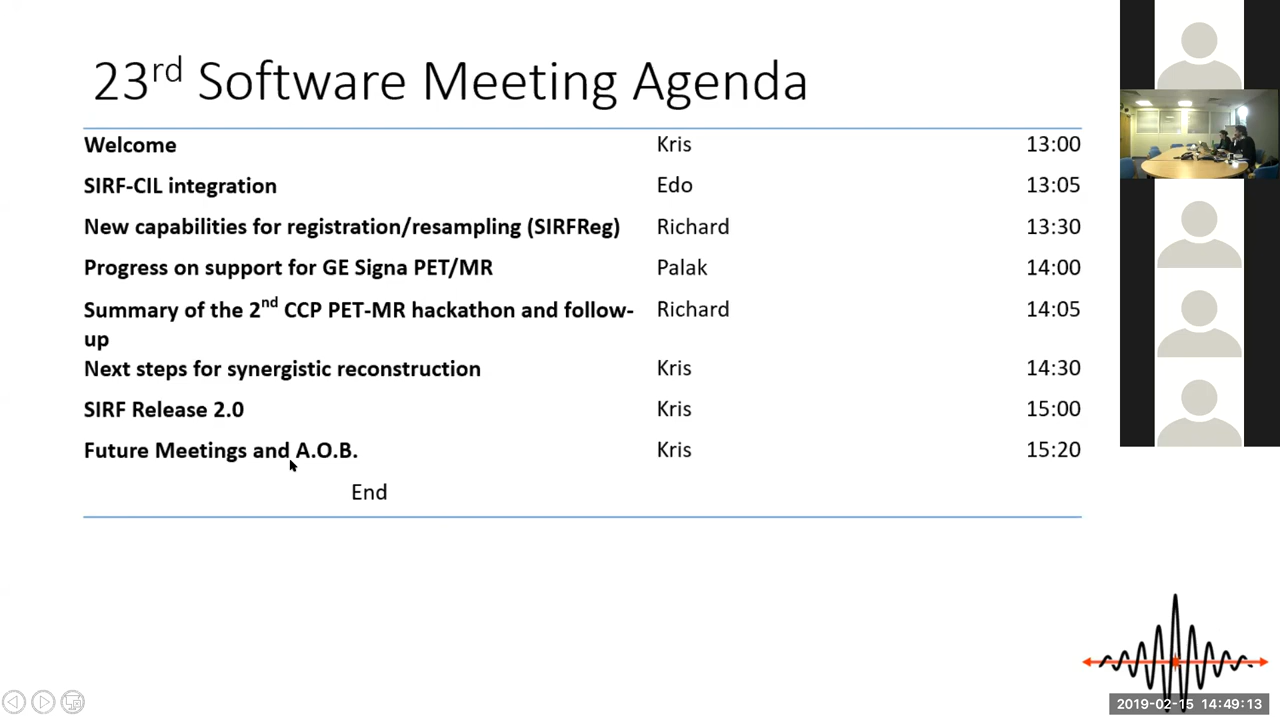 23rd Software Meeting Agenda
Welcome Kris 13:00
SIRF-CIL integration Edo 13:05
New capabilities for registration/resampling (SIRFReg) Richard 13:30
Progress on support for GE Signa PET/MR Palak 14:00
Summary of the 2nd CCP PET-MR hackathon and follow- Richard 14:05
up
Next steps for synergistic reconstruction Kris 14:30
SIRF Release 2.0 Kris 15:00
Future Meetings and A.O.B. Kris 15:20
End
2019-02-15 14:49:13